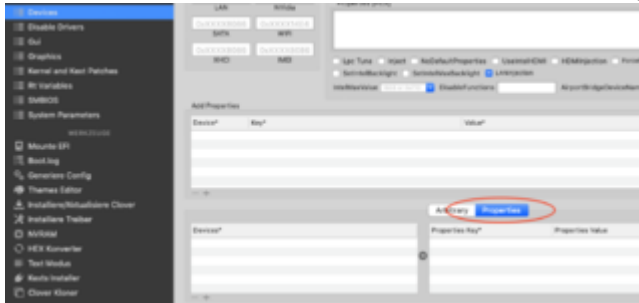 Devices
Disable Drivers
Gui
Graphics
Kernel and Kext Patches
Rt Variables
SMBIOS
System Parameters
WERKZEUGE
Mounte EFI
Boot.log
Generiere Config
Themes Editor
Installiere/Aktualisiere Clover
Installiere Treiber
NVRAM
HEX Konverter
Text Modus
Kexts Installer
Clover Kloner
LAN
NVidia
SATA
WIFI
XHCI
IMEI
Lpc Tune
Inject
NoDefaultProperties
UseIntelHDMI
HDMIInjection
SetIntelBacklight
SetIntelMaxBacklight
IntelMaxValue
DisableFunctions
AirportBridgeDeviceName
Add Properties
Device*
Key*
Value*
Arbitrary
Properties
Devices*
Properties Key*
Properties Value